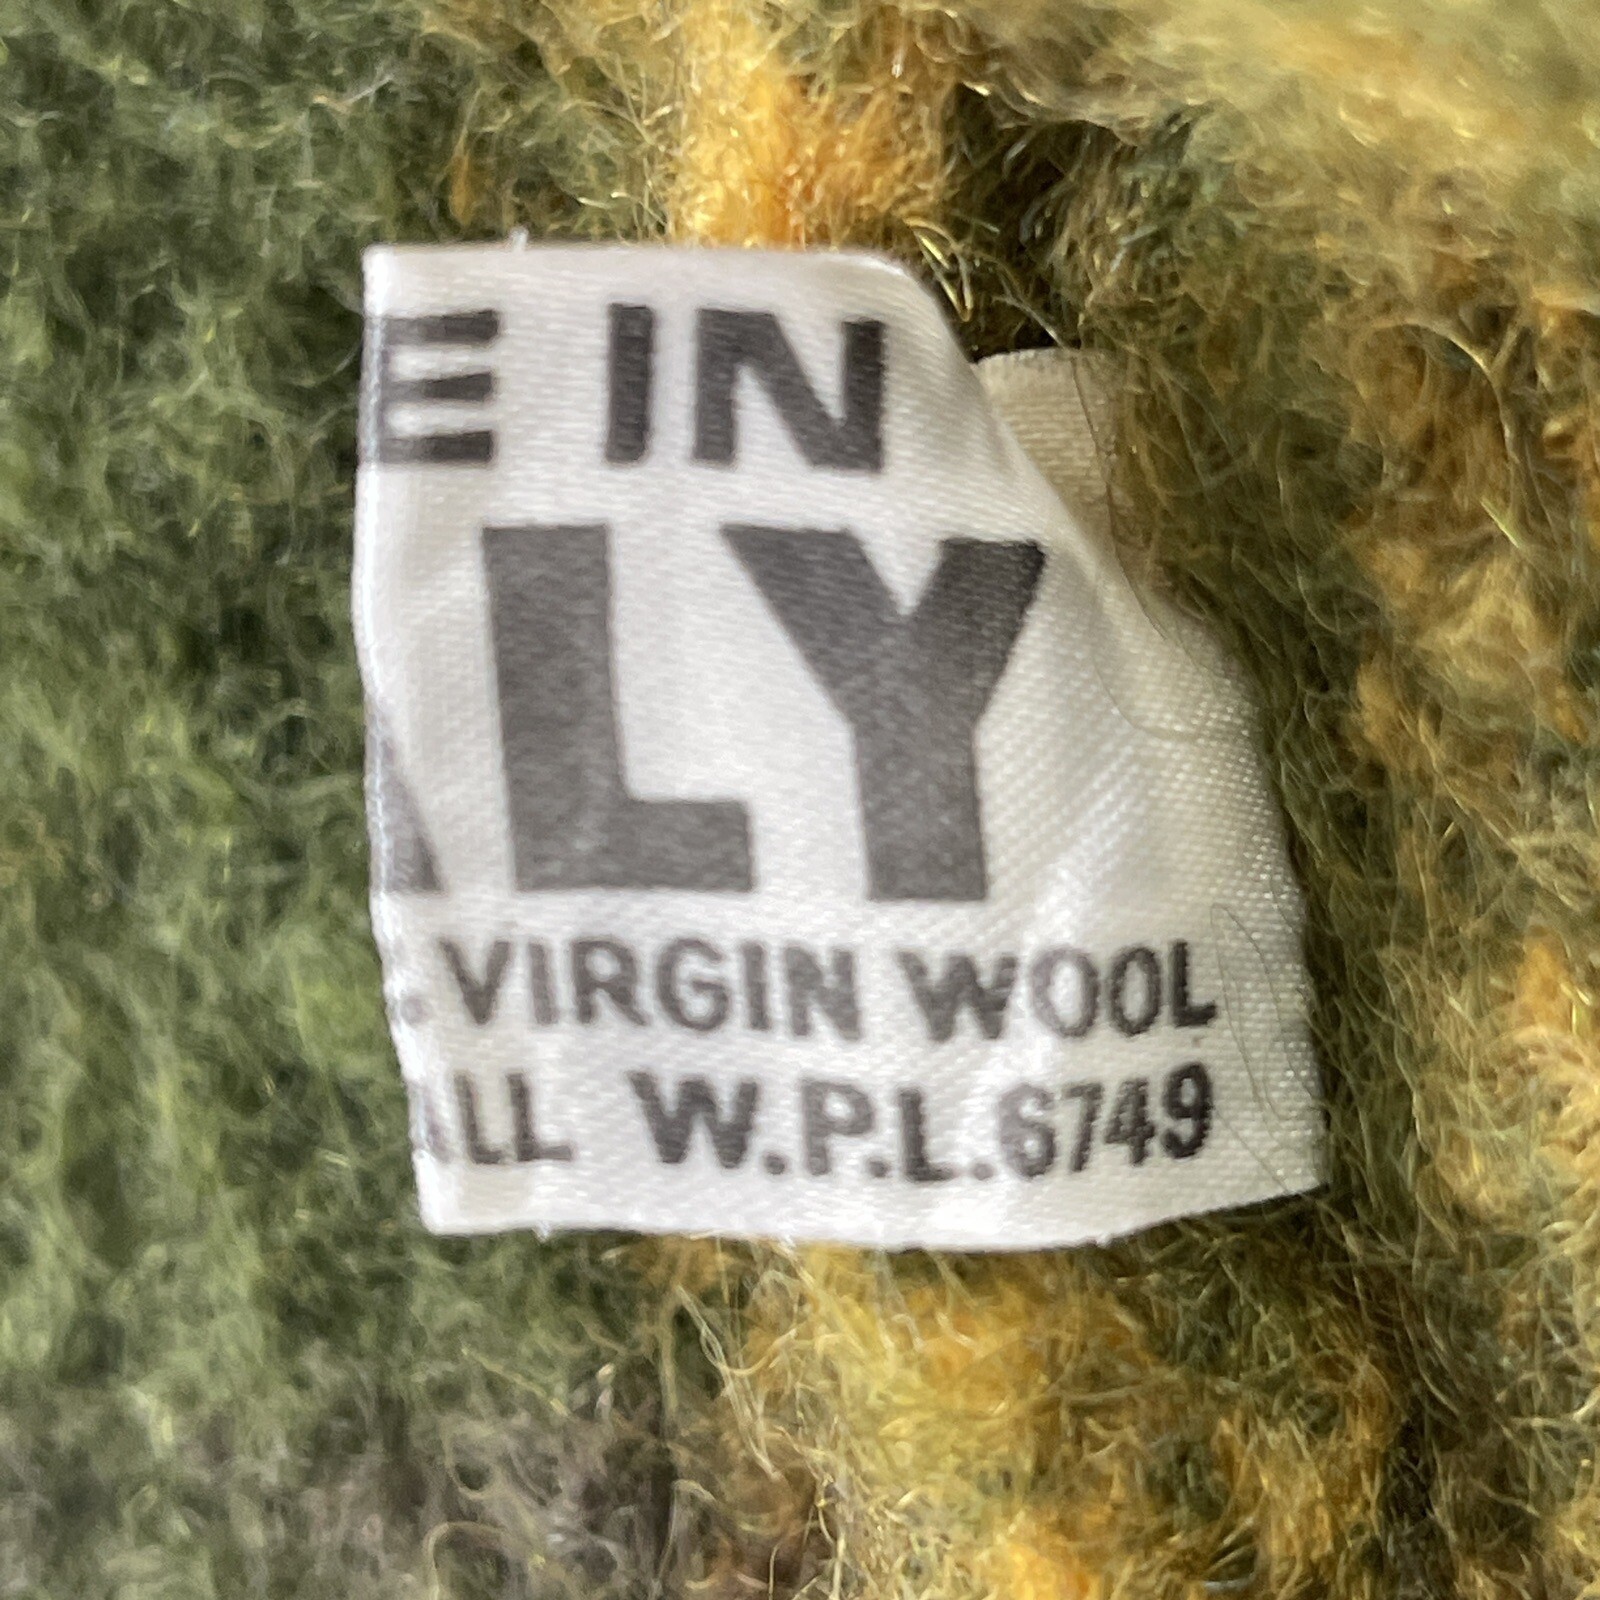 E IN
LY
VIRGIN WOOL
LL W.P.L.6749